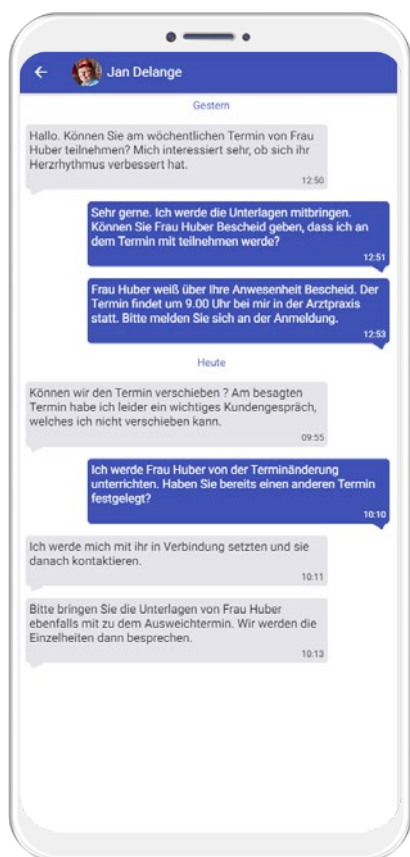 Jan Delange
Gestern
Hallo. Können Sie am wöchentlichen Termin von Frau
Huber teilnehmen? Mich interessiert sehr, ob sich ihr
Herzrhythmus verbessert hat.
12:50
Sehr gerne. Ich werde die Unterlagen mitbringen.
Können Sie Frau Huber Bescheid geben, dass ich an
dem Termin mit teilnehmen werde?
12:51
Frau Huber weiß über Ihre Anwesenheit Bescheid. Der
Termin findet um 9.00 Uhr bei mir in der Arztpraxis
statt. Bitte melden Sie sich an der Anmeldung.
12:53
Heute
Können wir den Termin verschieben ? Am besagten
Termin habe ich leider ein wichtiges Kundengespräch,
welches ich nicht verschieben kann.
09:55
Ich werde Frau Huber von der Terminänderung
unterrichten. Haben Sie bereits einen anderen Termin
festgelegt?
10:10
Ich werde mich mit ihr in Verbindung setzten und sie
danach kontaktieren.
10:11
Bitte bringen Sie die Unterlagen von Frau Huber
ebenfalls mit zu dem Ausweichtermin. Wir werden die
Einzelheiten dann besprechen.
10:13